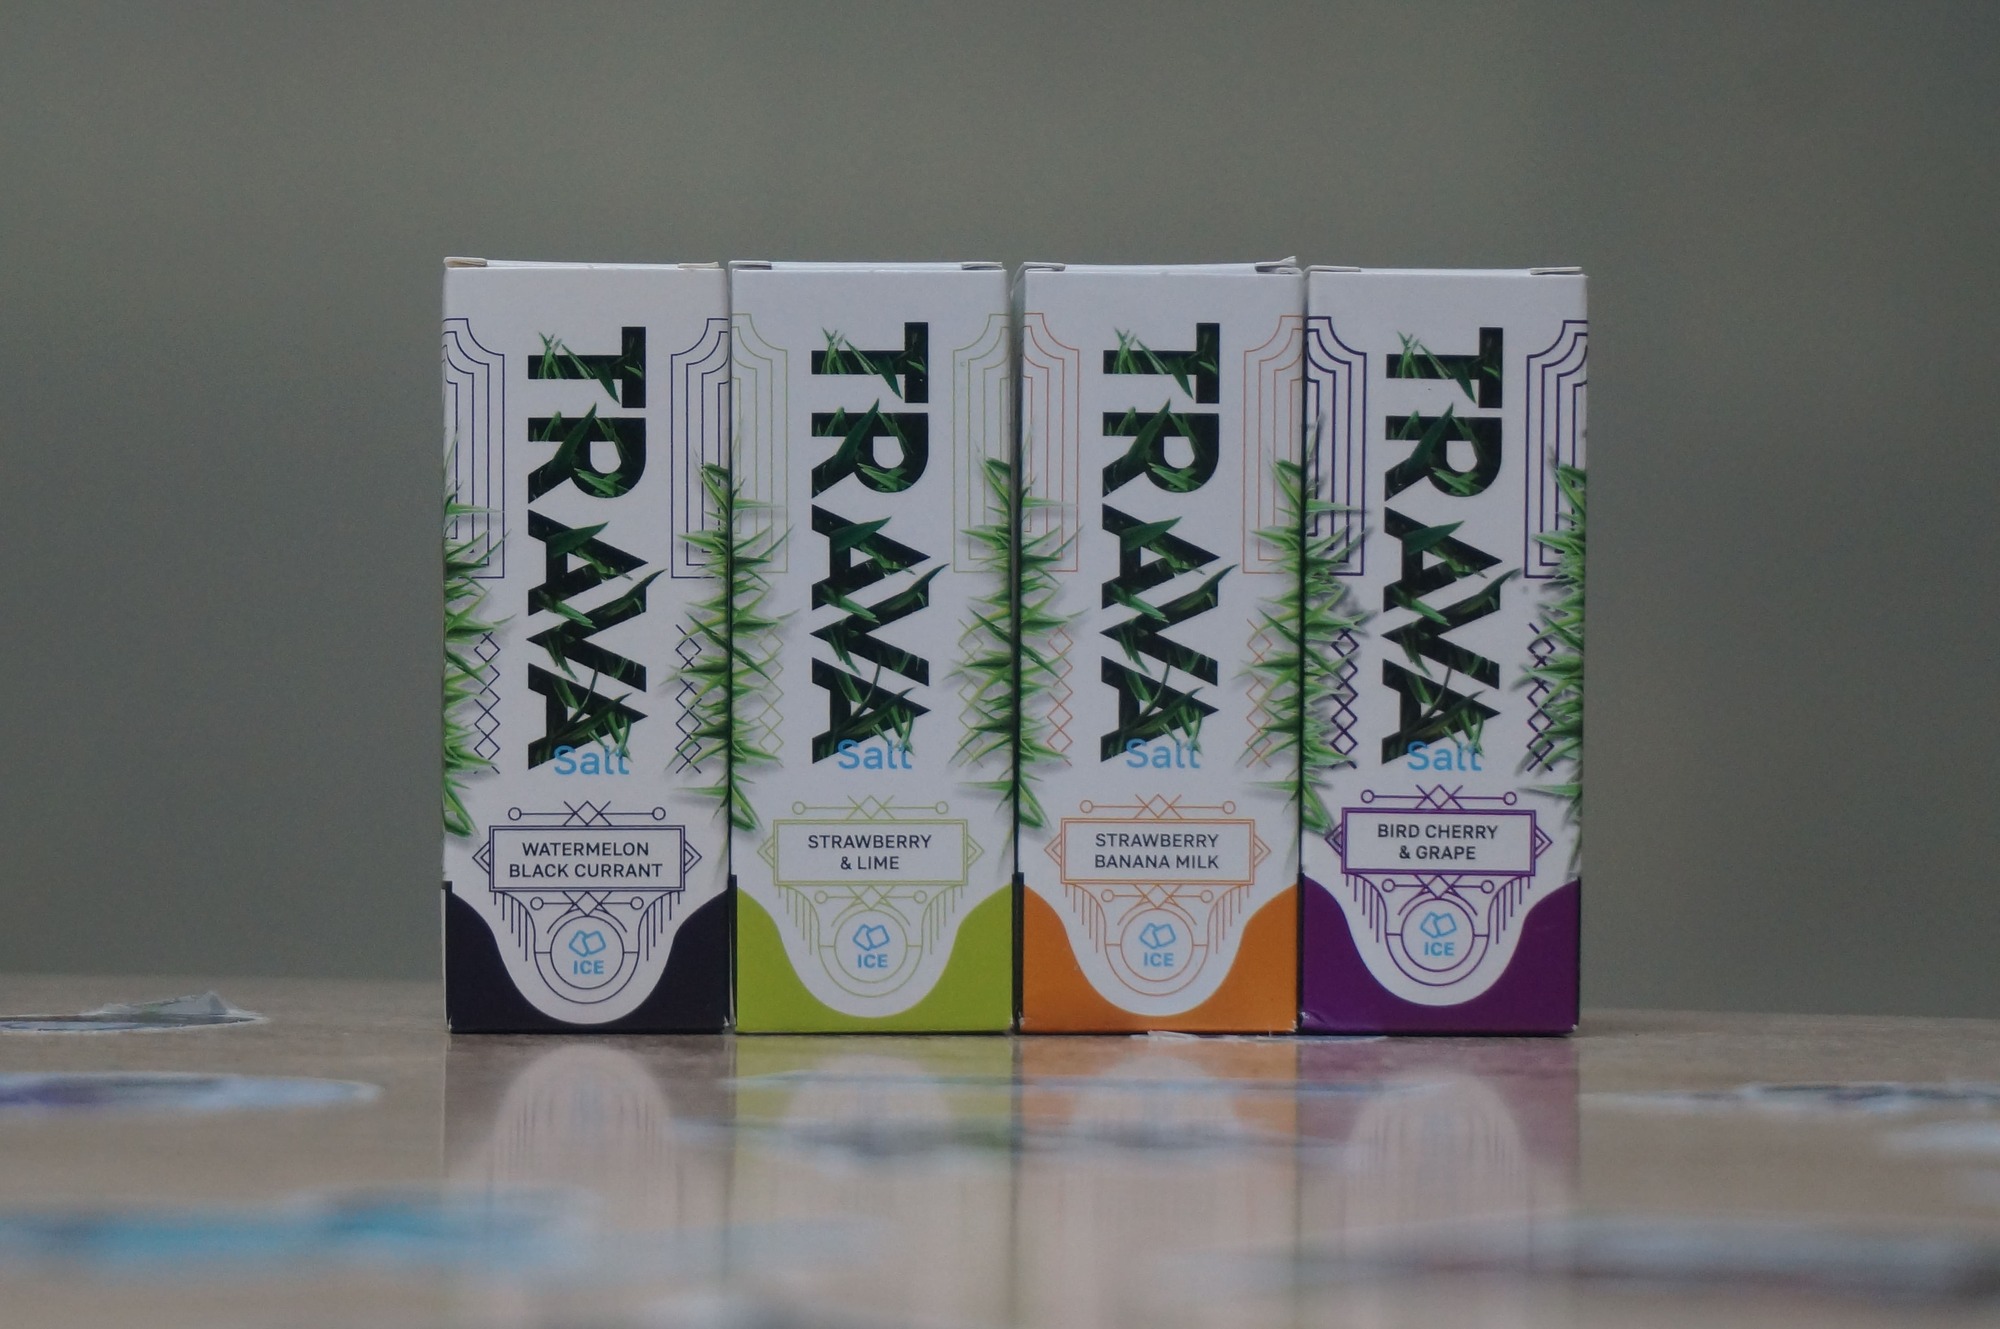 TRAVA
Salt
WATERMELON
BLACK CURRANT
ICE
TRAVA
Salt
STRAWBERRY
& LIME
ICE
TRAVA
Salt
STRAWBERRY
BANANA MILK
ICE
TRAVA
Salt
BIRD CHERRY
& GRAPE
ICE